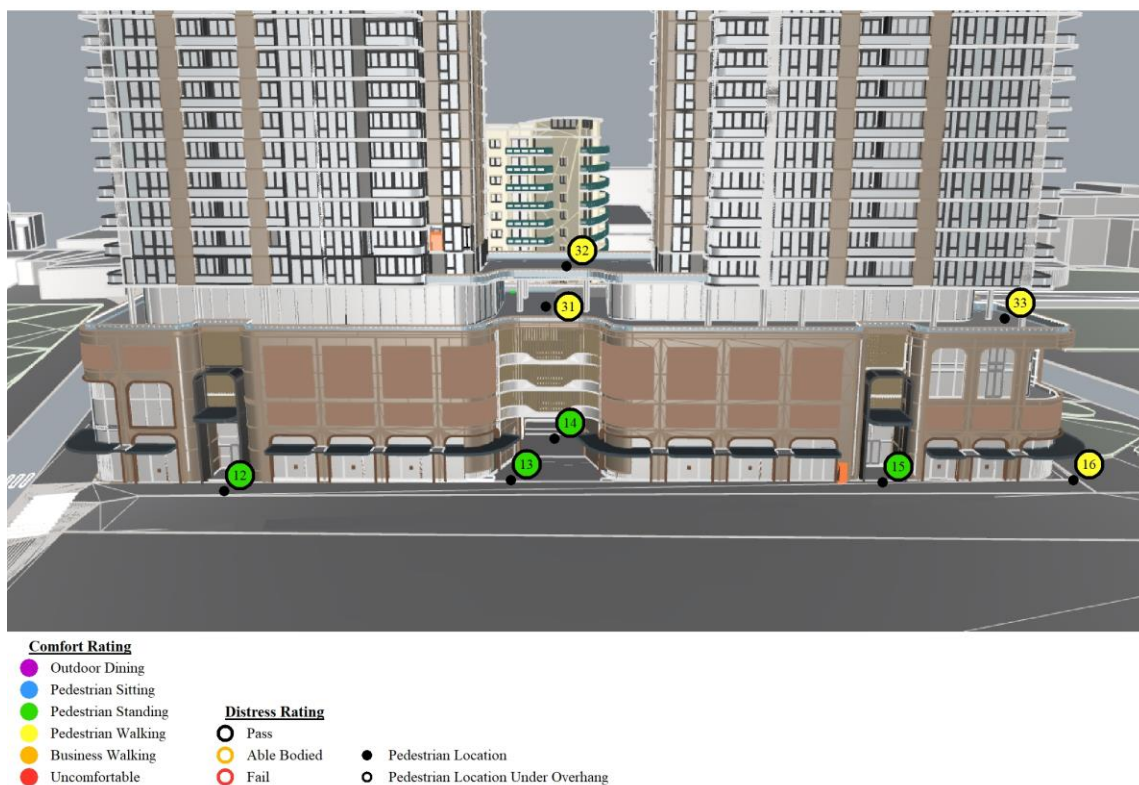 32
31
33
14
13
12
15
16
Comfort Rating
Outdoor Dining
Pedestrian Sitting
Pedestrian Standing
Pedestrian Walking
Business Walking
Uncomfortable
Distress Rating
Pass
Able Bodied
Fail
Pedestrian Location
Pedestrian Location Under Overhang